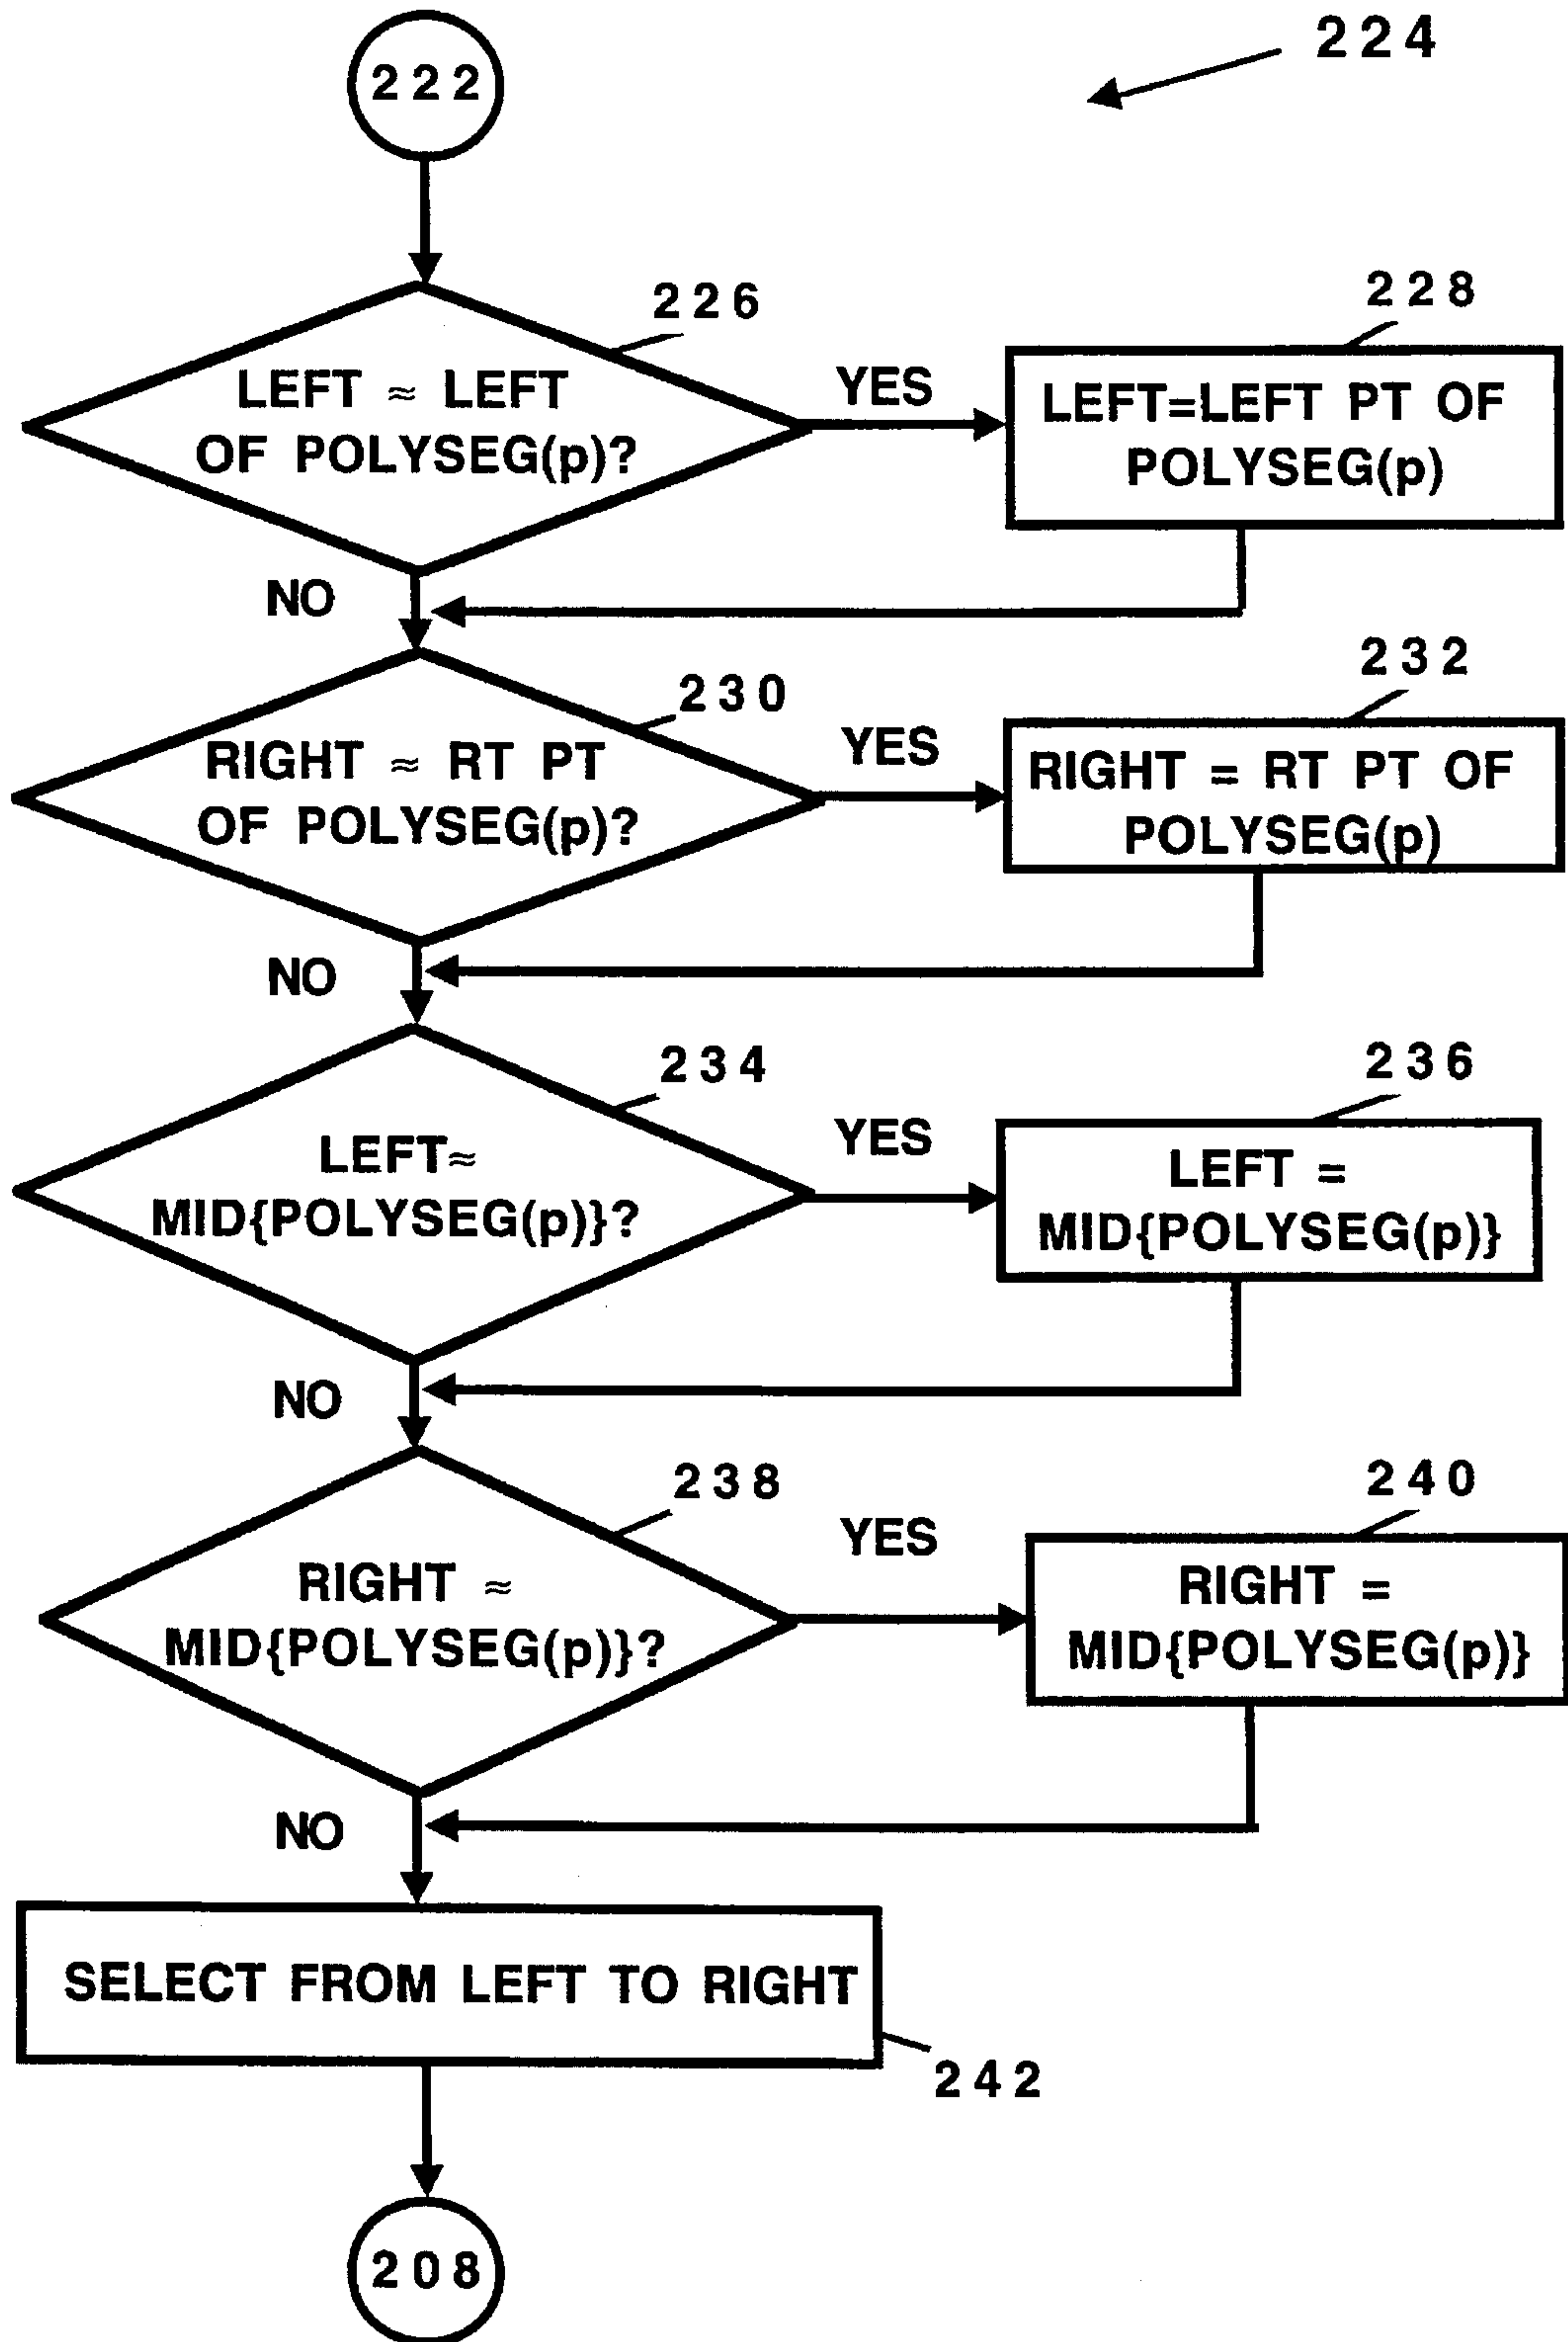 222
224
226
LEFT ≈ LEFT
OF POLYSEG(p)?
YES
228
LEFT=LEFT PT OF
POLYSEG(p)
NO
230
RIGHT ≈ RT PT
OF POLYSEG(p)?
YES
232
RIGHT = RT PT OF
POLYSEG(p)
NO
234
LEFT≈
MID{POLYSEG(p)}?
YES
236
LEFT =
MID{POLYSEG(p)}
NO
238
RIGHT ≈
MID{POLYSEG(p)}?
YES
240
RIGHT =
MID{POLYSEG(p)}
NO
SELECT FROM LEFT TO RIGHT
242
208